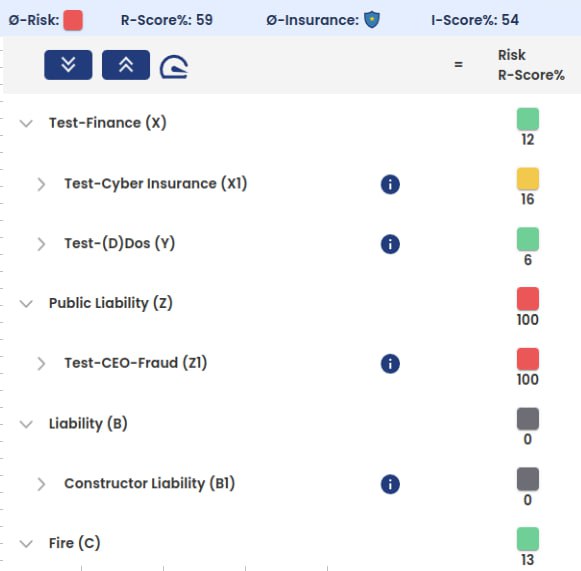 Ø-Risk: R-Score%: 59 Ø-Insurance: I-Score%: 54
= Risk
R-Score%
Test-Finance (X)
12
Test-Cyber Insurance (X1)
16
Test-(D)Dos (Y)
6
Public Liability (Z)
100
Test-CEO-Fraud (Z1)
100
Liability (B)
0
Constructor Liability (B1)
0
Fire (C)
13